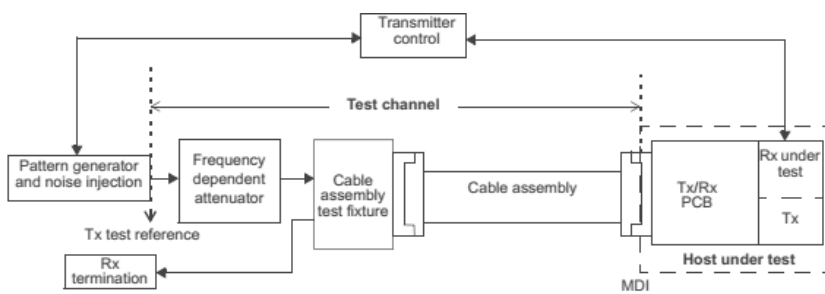 Transmitter
control
Test channel
Pattern generator
and noise injection
Frequency
dependent
attenuator
Cable
assembly
test fixture
Cable assembly
Tx/Rx
PCB
Rx under
test
Tx
Tx test reference
Rx
termination
Host under test
MDI